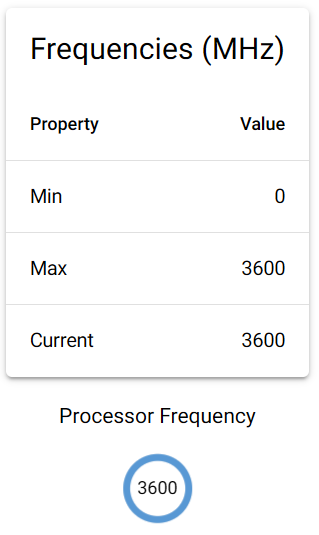 Frequencies (MHz)
Property Value
Min 0
Max 3600
Current 3600
Processor Frequency
3600